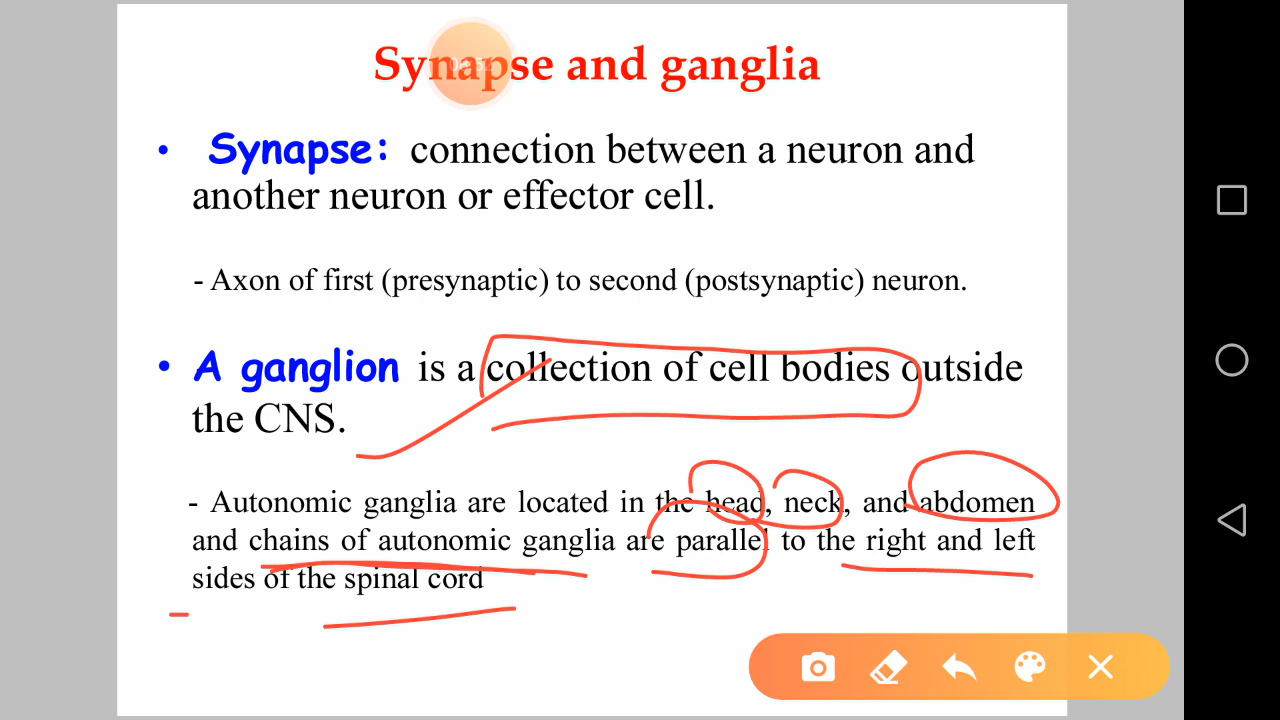 Synapse and ganglia
• Synapse: connection between a neuron and
another neuron or effector cell.
- Axon of first (presynaptic) to second (postsynaptic) neuron.
• A ganglion is a collection of cell bodies outside
the CNS.
- Autonomic ganglia are located in the head, neck, and abdomen
and chains of autonomic ganglia are parallel to the right and left
sides of the spinal cord